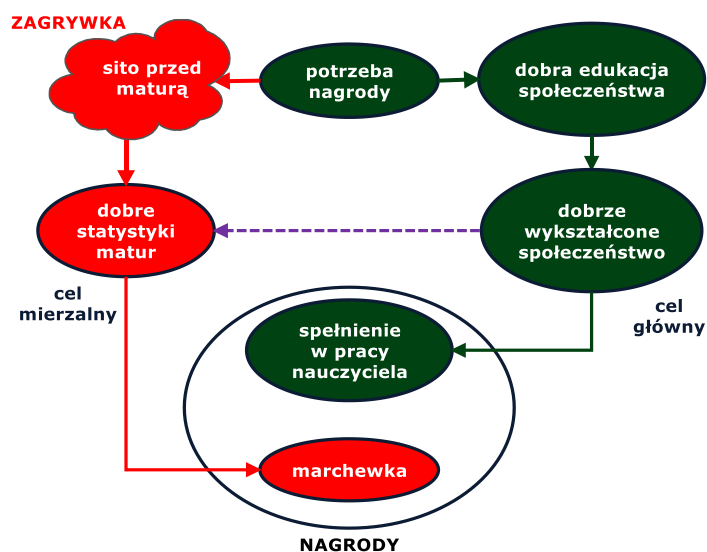 ZAGRYWKA
sito przed
maturą
potrzeba
nagrody
dobra edukacja
społeczeństwa
dobre
statystyki
matur
dobrze
wykształcone
społeczeństwo
cel
mierzalny
cel
główny
spełnienie
w pracy
nauczyciela
marchewka
NAGRODY